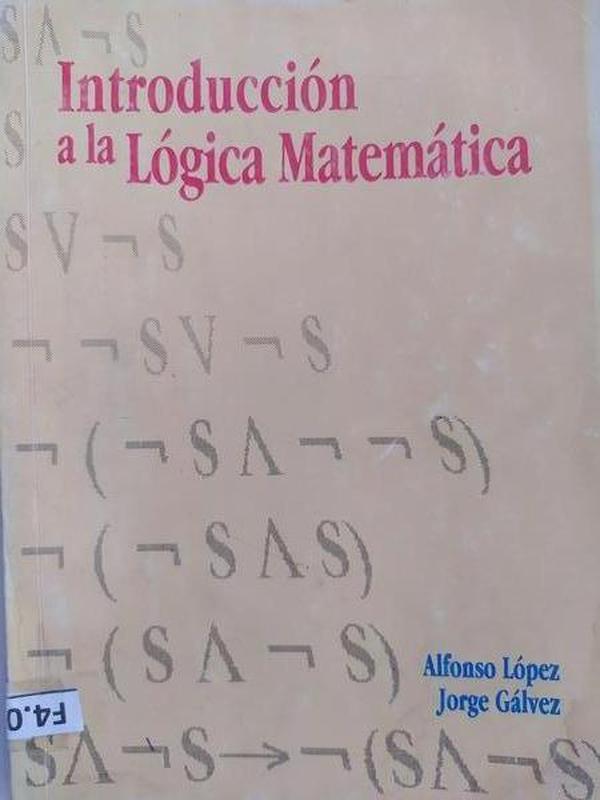 S Λ ¬ S
Introducción
a la Lógica Matemática
S
S V ¬ S
¬ ¬ S V ¬ S
¬ ( ¬ S Λ ¬ ¬ S)
¬ ( ¬ S Λ S)
¬ ( S Λ ¬ S)
Alfonso López
Jorge Gálvez
F4.0
S Λ ¬ S → ¬ (S Λ ¬ S)